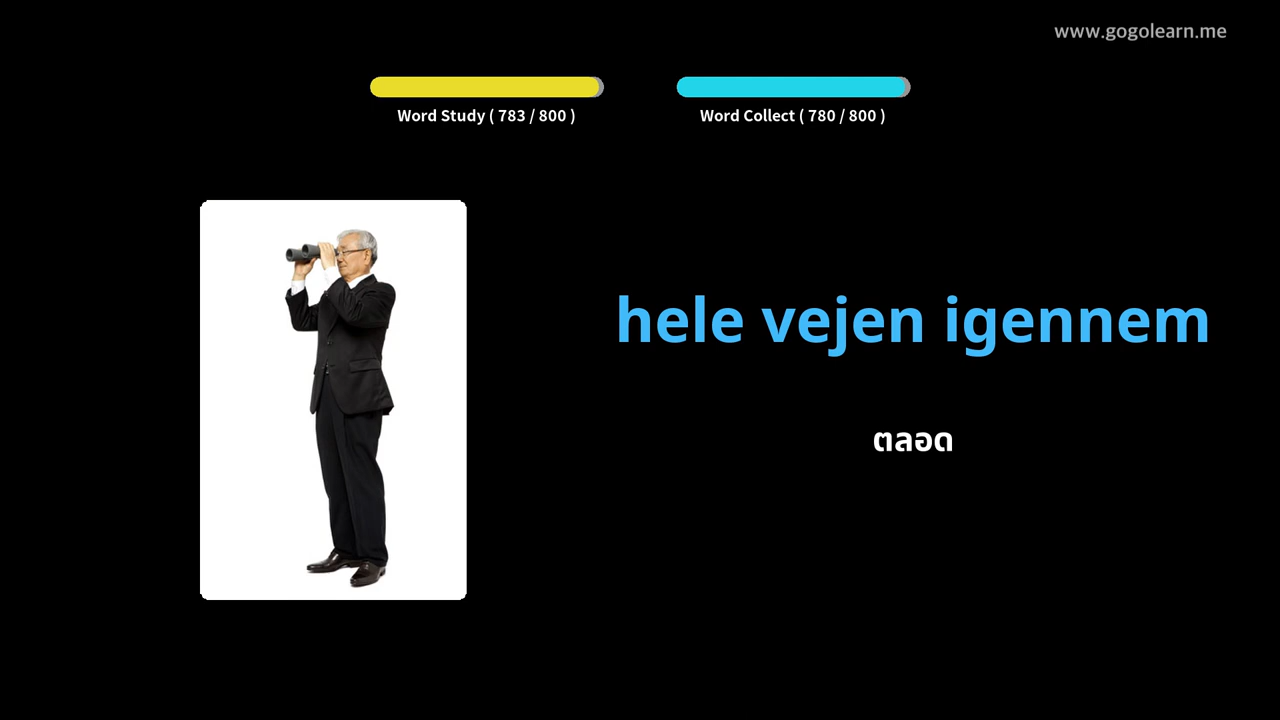 www.gogolearn.me
Word Study ( 783 / 800 )
Word Collect ( 780 / 800 )
hele vejen igennem
ตลอด